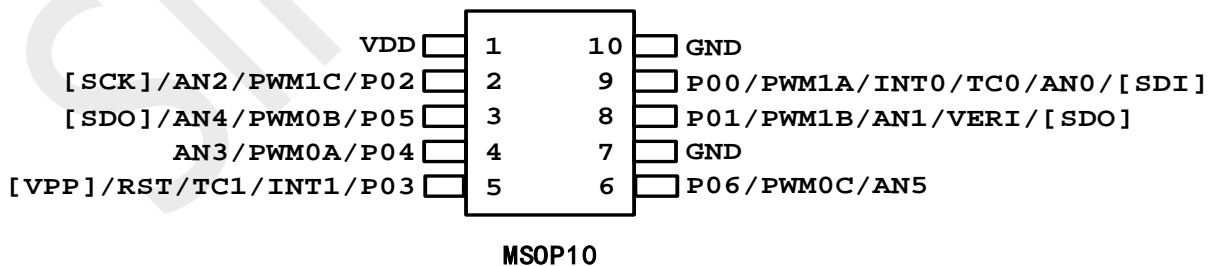 VDD 1 10 GND
[SCK]/AN2/PWM1C/P02 2 9 P00/PWM1A/INT0/TC0/AN0/[SDI]
[SDO]/AN4/PWM0B/P05 3 8 P01/PWM1B/AN1/VERI/[SDO]
AN3/PWM0A/P04 4 7 GND
[VPP]/RST/TC1/INT1/P03 5 6 P06/PWM0C/AN5
MSOP10